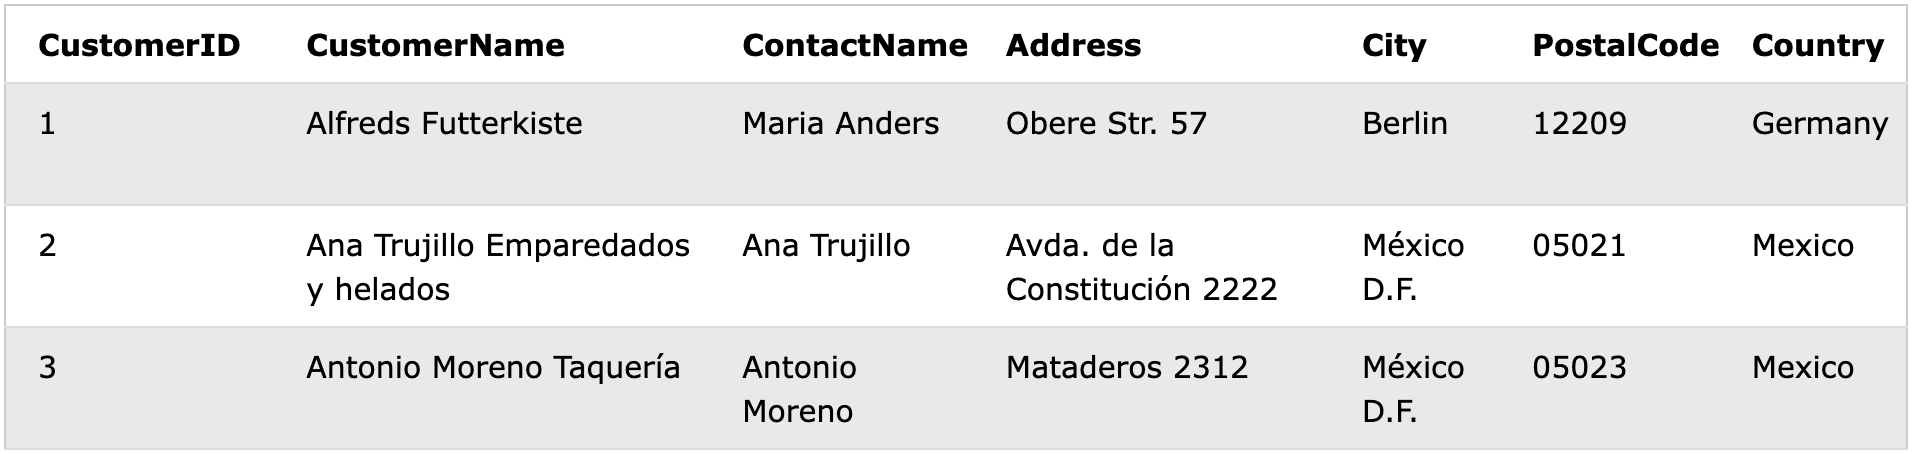 CustomerID CustomerName ContactName Address City PostalCode Country
1 Alfreds Futterkiste Maria Anders Obere Str. 57 Berlin 12209 Germany
2 Ana Trujillo Emparedados Ana Trujillo Avda. de la México 05021 Mexico
y helados Constitución 2222 D.F.
3 Antonio Moreno Taquería Antonio Mataderos 2312 México 05023 Mexico
Moreno D.F.